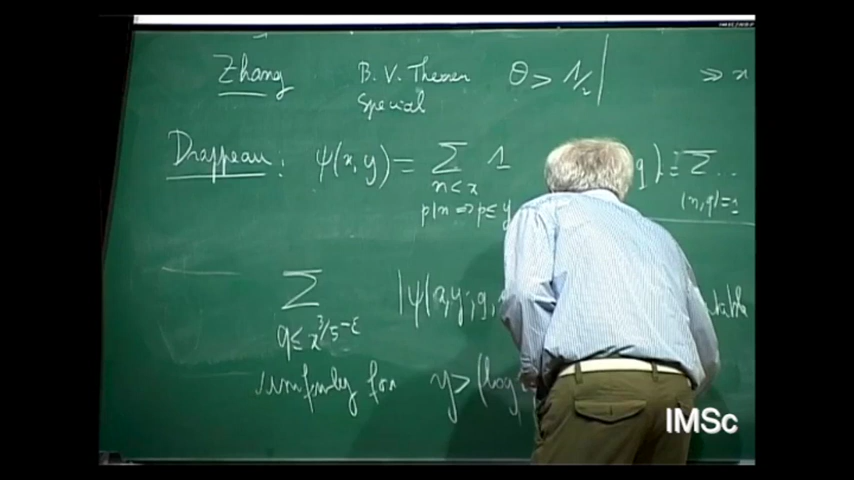 Zhang B. V. Theorem θ > 1/2 ≫ x
Special
Drappeau : ψ(x, y) = ∑ 1 q) = ∑ ...
n < x
p | n ⇒ p ≤ y (n, q) = 1
∑ |ψ(x, y; q,
q ≤ x^{3/5 - ε}
uniformly for y > (log
IMSc